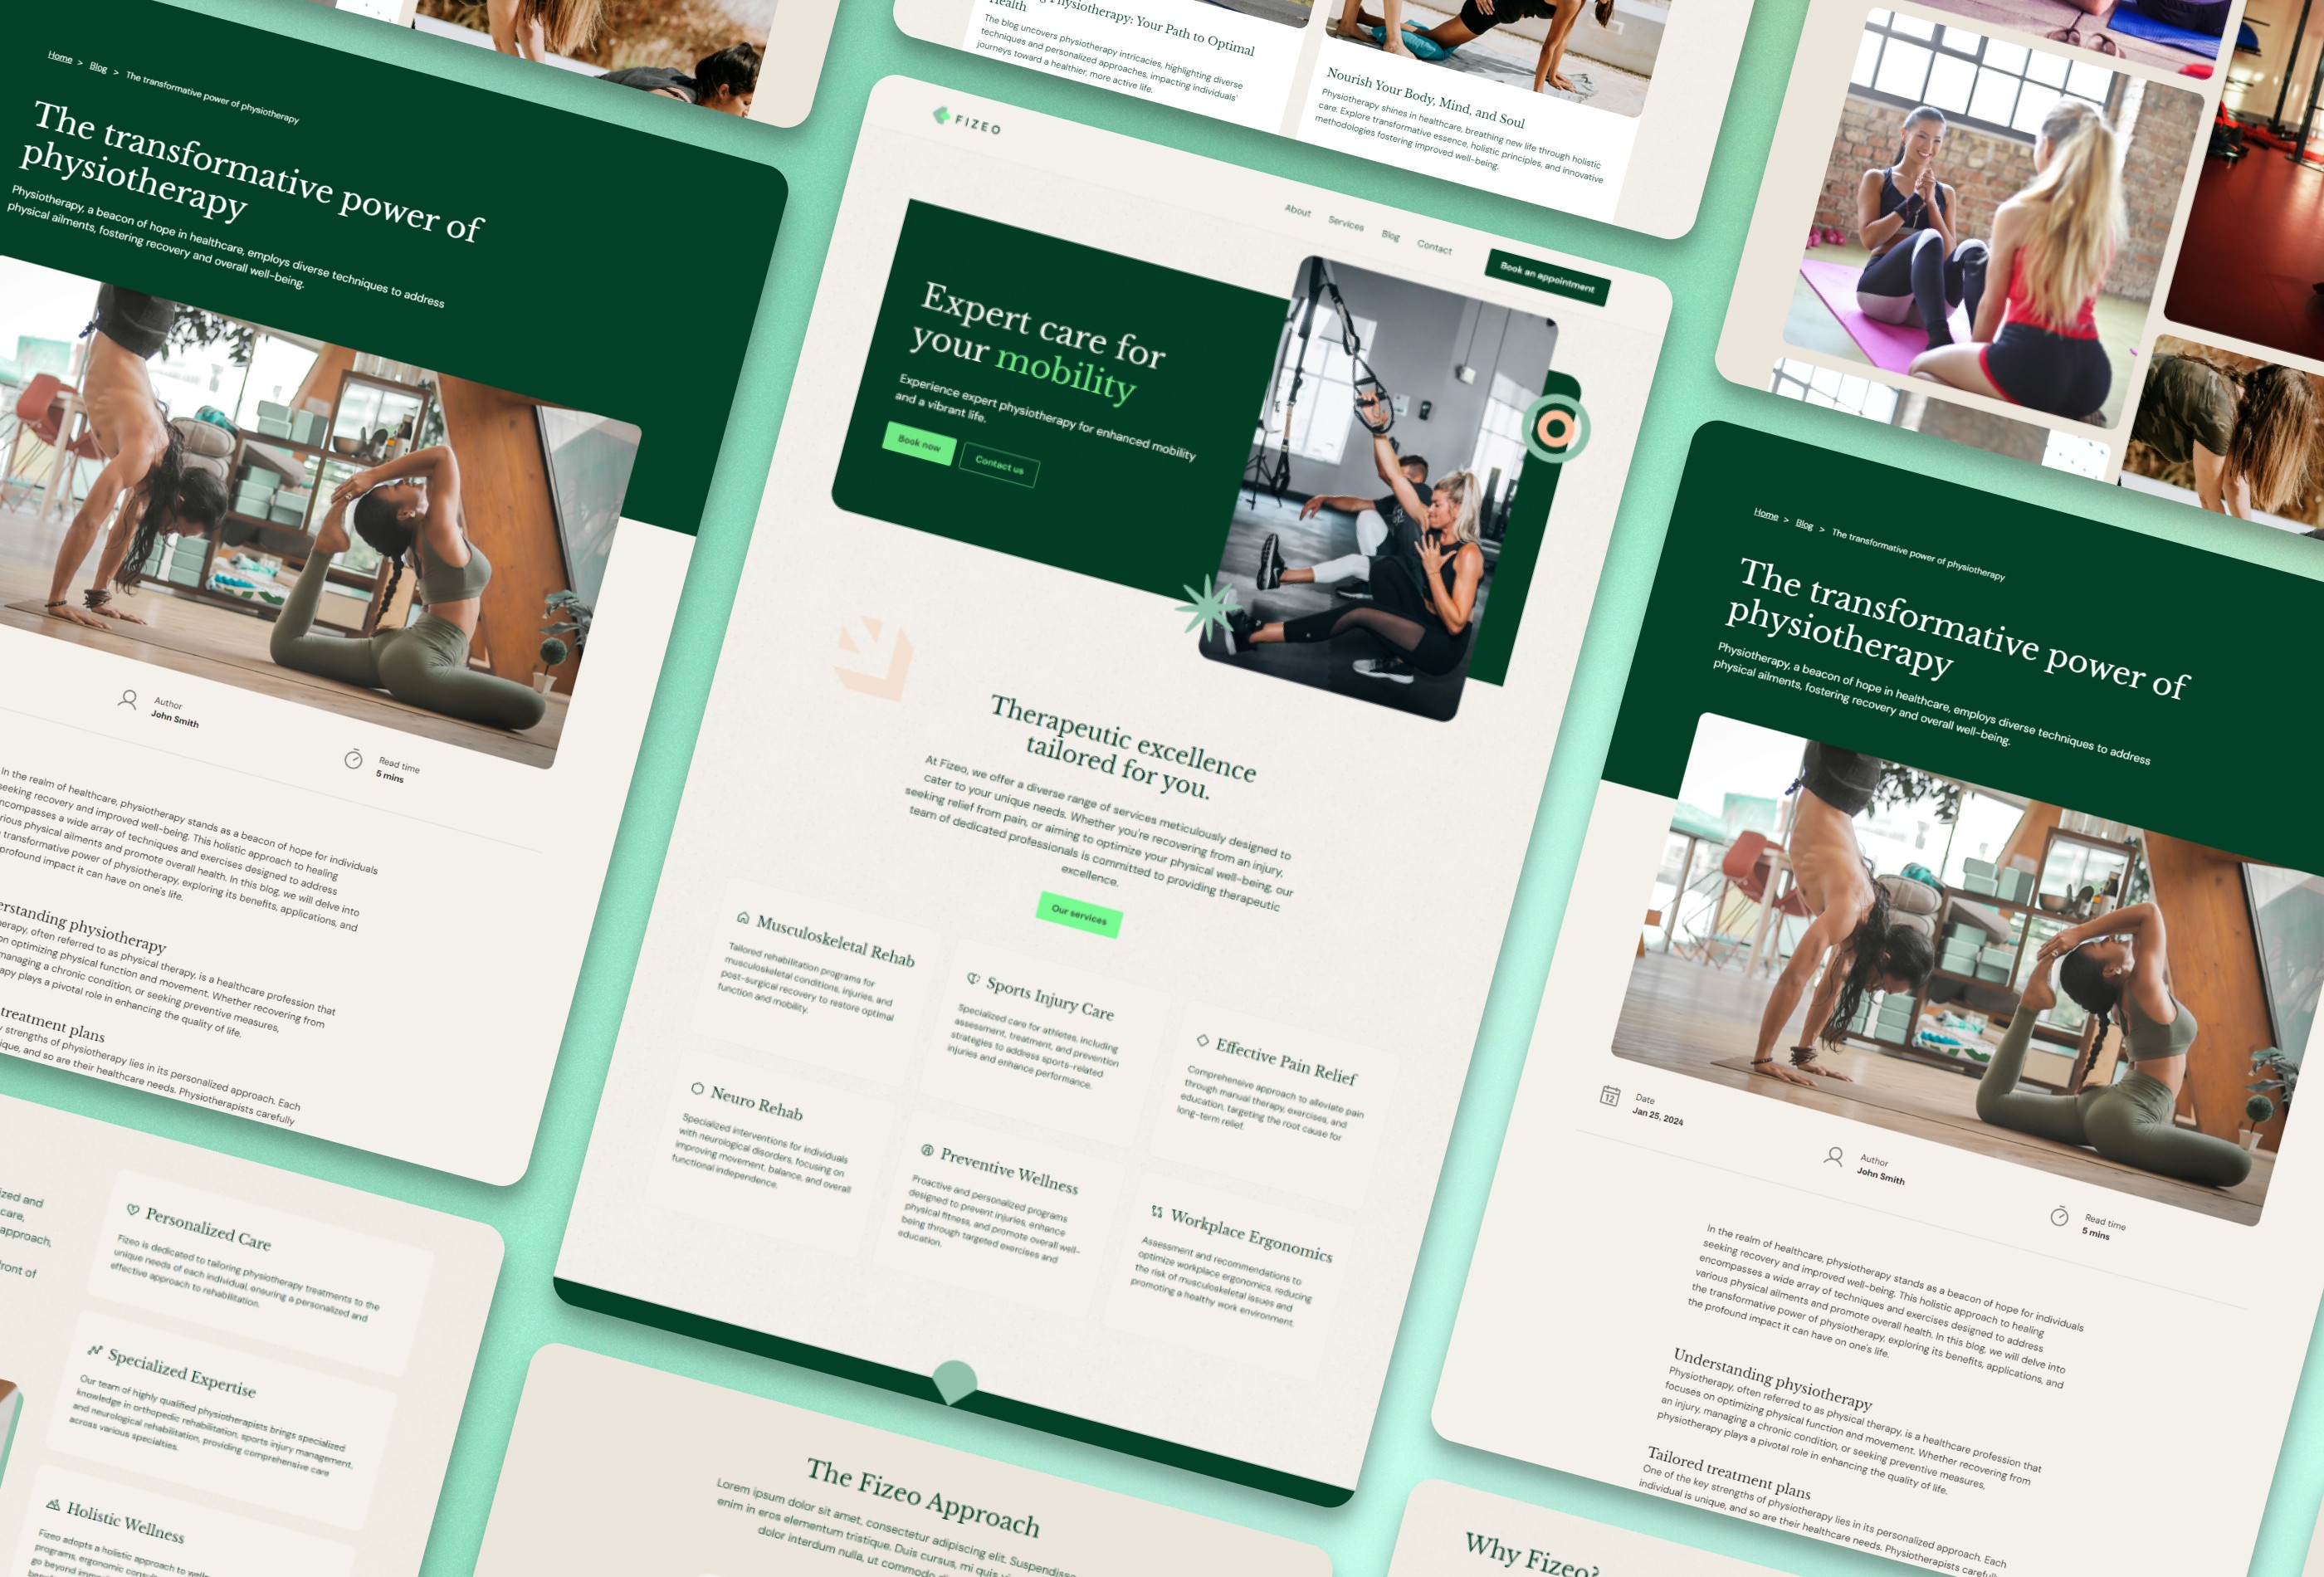 Home > Blog > The transformative power of physiotherapy
The transformative power of
physiotherapy
Physiotherapy, a beacon of hope in healthcare, employs diverse techniques to address
physical ailments, fostering recovery and overall well-being.
Author
John Smith
Read time
5 mins
In the realm of healthcare, physiotherapy stands as a beacon of hope for individuals
seeking recovery and improved well-being. This holistic approach to healing
encompasses a wide array of techniques and exercises designed to address
various physical ailments and promote overall health. In this blog, we will delve into
transformative power of physiotherapy, exploring its benefits, applications, and
profound impact it can have on one's life.
physiotherapy
often referred to as physical therapy, is a healthcare profession that
on optimizing physical function and movement. Whether recovering from
managing a chronic condition, or seeking preventive measures,
plays a pivotal role in enhancing the quality of life.
treatment plans
strengths of physiotherapy lies in its personalized approach. Each
and so are their healthcare needs. Physiotherapists carefully
and
care,
approach,
front of
Personalized Care
Fizeo is dedicated to tailoring physiotherapy treatments to the
unique needs of each individual, ensuring a personalized and
effective approach to rehabilitation.
Specialized Expertise
Our team of highly qualified physiotherapists brings specialized
knowledge in orthopedic rehabilitation, sports injury management,
and neurological rehabilitation, providing comprehensive care
across various specialties.
Holistic Wellness
Fizeo adopts a holistic approach to
programs, ergonomic
go beyond
Physiotherapy: Your Path to Optimal
Health
The blog uncovers physiotherapy intricacies, highlighting diverse
techniques and personalized approaches, impacting individuals'
journeys toward a healthier, more active life.
Nourish Your Body, Mind, and Soul
Physiotherapy shines in healthcare, breathing new life through holistic
care. Explore transformative essence, holistic principles, and innovative
methodologies fostering improved well-being.
FIZEO
About Services Blog Contact
Book an appointment
Expert care for
your mobility
Experience expert physiotherapy for enhanced mobility
and a vibrant life.
Book now
Contact us
Therapeutic excellence
tailored for you.
At Fizeo, we offer a diverse range of services meticulously designed to
cater to your unique needs. Whether you're recovering from an injury,
seeking relief from pain, or aiming to optimize your physical well-being, our
team of dedicated professionals is committed to providing therapeutic
excellence.
Our services
Musculoskeletal Rehab
Tailored rehabilitation programs for
musculoskeletal conditions, injuries, and
post-surgical recovery to restore optimal
function and mobility.
Sports Injury Care
Specialized care for athletes, including
assessment, treatment, and prevention
strategies to address sports-related
injuries and enhance performance.
Effective Pain Relief
Comprehensive approach to alleviate pain
through manual therapy, exercises, and
education, targeting the root cause for
long-term relief.
Neuro Rehab
Specialized interventions for individuals
with neurological disorders, focusing on
improving movement, balance, and overall
functional independence.
Preventive Wellness
Proactive and personalized programs
designed to prevent injuries, enhance
physical fitness, and promote overall well-
being through targeted exercises and
education.
Workplace Ergonomics
Assessment and recommendations to
optimize workplace ergonomics, reducing
the risk of musculoskeletal issues and
promoting a healthy work environment.
The Fizeo Approach
Lorem ipsum dolor sit amet, consectetur adipiscing elit. Suspendisse
enim in eros elementum tristique. Duis cursus, mi quis
dolor interdum nulla, ut commodo
Home > Blog > The transformative power of physiotherapy
The transformative power of
physiotherapy
Physiotherapy, a beacon of hope in healthcare, employs diverse techniques to address
physical ailments, fostering recovery and overall well-being.
12
Date
Jan 25, 2024
Author
John Smith
Read time
5 mins
In the realm of healthcare, physiotherapy stands as a beacon of hope for individuals
seeking recovery and improved well-being. This holistic approach to healing
encompasses a wide array of techniques and exercises designed to address
various physical ailments and promote overall health. In this blog, we will delve into
the transformative power of physiotherapy, exploring its benefits, applications, and
the profound impact it can have on one's life.
Understanding physiotherapy
Physiotherapy, often referred to as physical therapy, is a healthcare profession that
focuses on optimizing physical function and movement. Whether recovering from
an injury, managing a chronic condition, or seeking preventive measures,
physiotherapy plays a pivotal role in enhancing the quality of life.
Tailored treatment plans
One of the key strengths of physiotherapy lies in its personalized approach. Each
individual is unique, and so are their healthcare needs. Physiotherapists carefully
Why Fizeo?